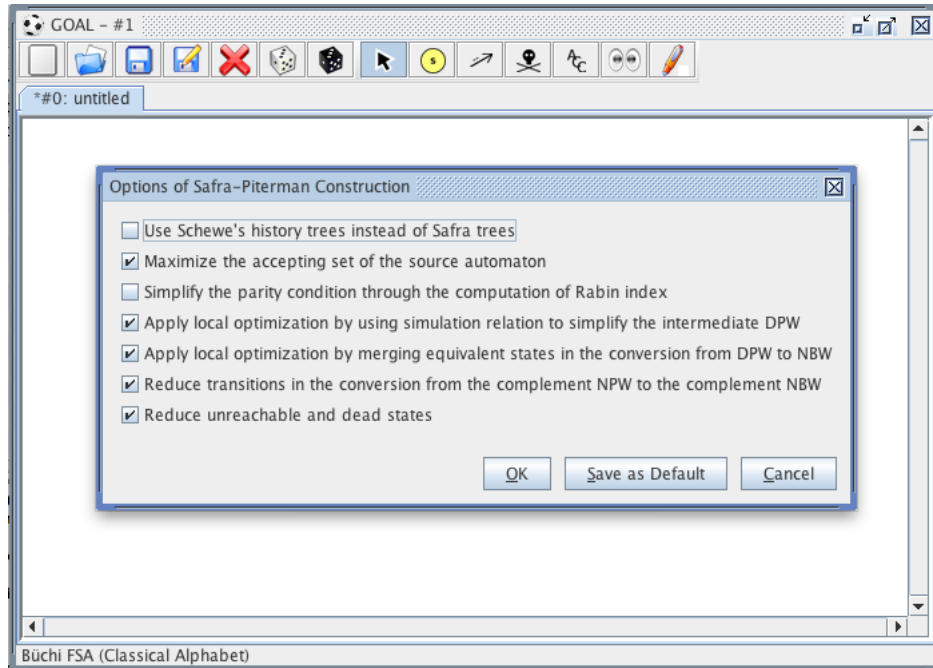 GOAL - #1
S
A
C
*#0: untitled
Options of Safra-Piterman Construction
Use Schewe's history trees instead of Safra trees
Maximize the accepting set of the source automaton
Simplify the parity condition through the computation of Rabin index
Apply local optimization by using simulation relation to simplify the intermediate DPW
Apply local optimization by merging equivalent states in the conversion from DPW to NBW
Reduce transitions in the conversion from the complement NPW to the complement NBW
Reduce unreachable and dead states
OK Save as Default Cancel
Büchi FSA (Classical Alphabet)